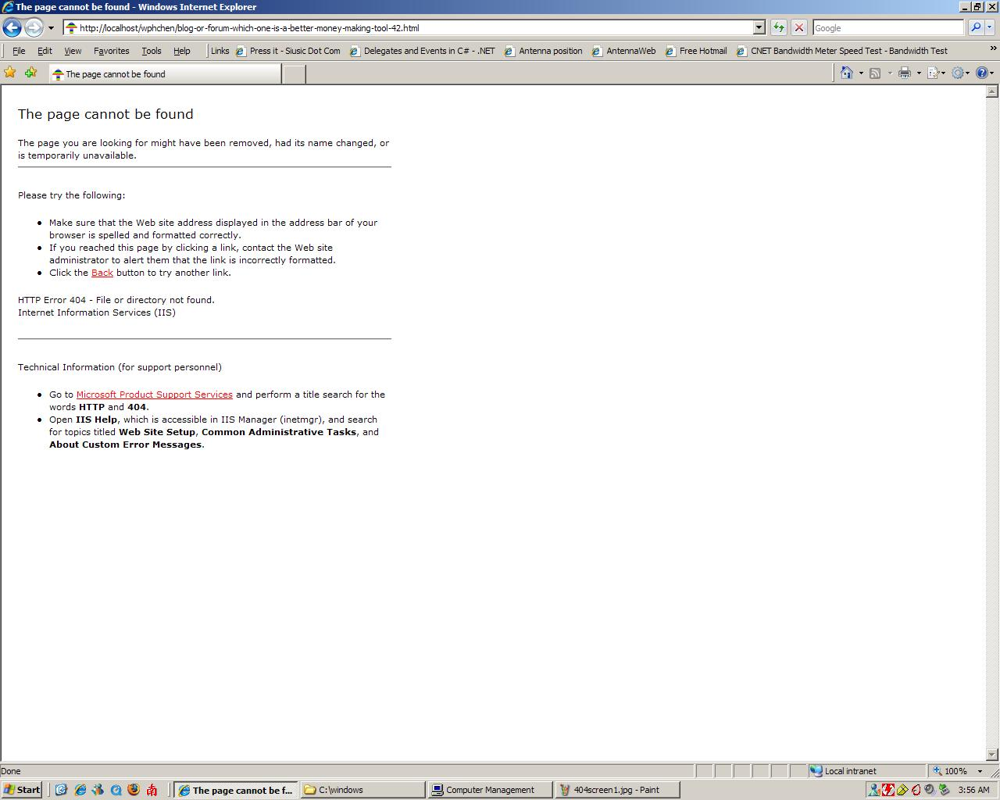 The page cannot be found - Windows Internet Explorer
http://localhost/wphchen/blog-or-forum-which-one-is-a-better-money-making-tool-42.html
Google
File Edit View Favorites Tools Help Links Press it - Siusic Dot Com Delegates and Events in C# - .NET Antenna position AntennaWeb Free Hotmail CNET Bandwidth Meter Speed Test - Bandwidth Test »
The page cannot be found
The page cannot be found
The page you are looking for might have been removed, had its name changed, or
is temporarily unavailable.
Please try the following:
• Make sure that the Web site address displayed in the address bar of your
browser is spelled and formatted correctly.
• If you reached this page by clicking a link, contact the Web site
administrator to alert them that the link is incorrectly formatted.
• Click the Back button to try another link.
HTTP Error 404 - File or directory not found.
Internet Information Services (IIS)
Technical Information (for support personnel)
• Go to Microsoft Product Support Services and perform a title search for the
words HTTP and 404.
• Open IIS Help, which is accessible in IIS Manager (inetmgr), and search
for topics titled Web Site Setup, Common Administrative Tasks, and
About Custom Error Messages.
Done Local intranet 100%
Start 南 The page cannot be f... C:\windows Computer Management 404screen1.jpg - Paint 3:56 AM